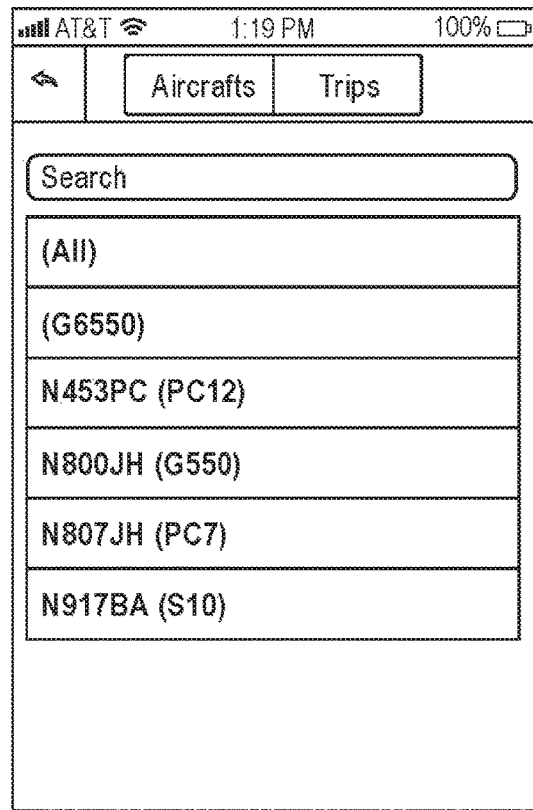 AT&T 1:19 PM 100%
Aircrafts Trips
Search
(All)
(G6550)
N453PC (PC12)
N800JH (G550)
N807JH (PC7)
N917BA (S10)